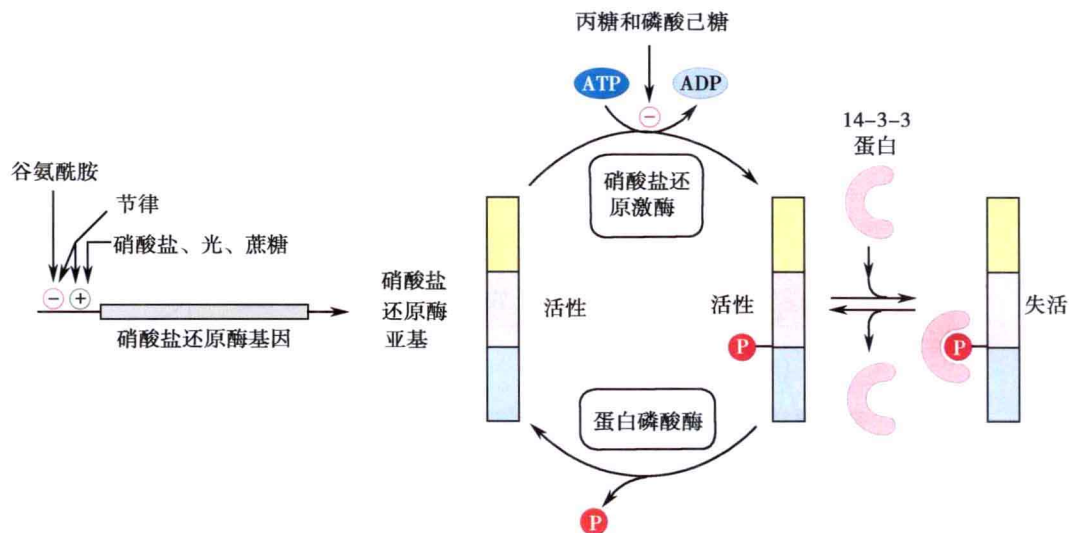 丙糖和磷酸己糖
ATP
ADP
−
14-3-3
蛋白
谷氨酰胺
节律
硝酸盐、光、蔗糖
− +
硝酸盐还原酶基因
硝酸盐
还原酶
亚基
活性
硝酸盐还
原激酶
活性
P
失活
P
蛋白磷酸酶
P